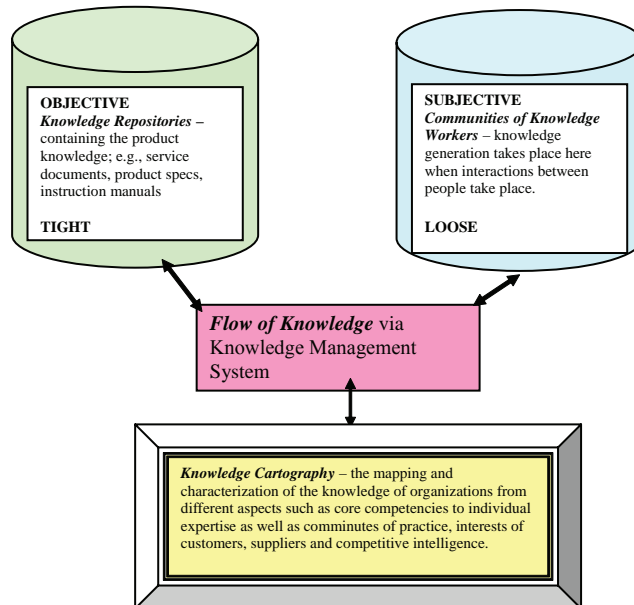 OBJECTIVE
Knowledge Repositories –
containing the product
knowledge; e.g., service
documents, product specs,
instruction manuals
TIGHT
SUBJECTIVE
Communities of Knowledge
Workers – knowledge
generation takes place here
when interactions between
people take place.
LOOSE
Flow of Knowledge via
Knowledge Management
System
Knowledge Cartography – the mapping and
characterization of the knowledge of organizations from
different aspects such as core competencies to individual
expertise as well as comminutes of practice, interests of
customers, suppliers and competitive intelligence.